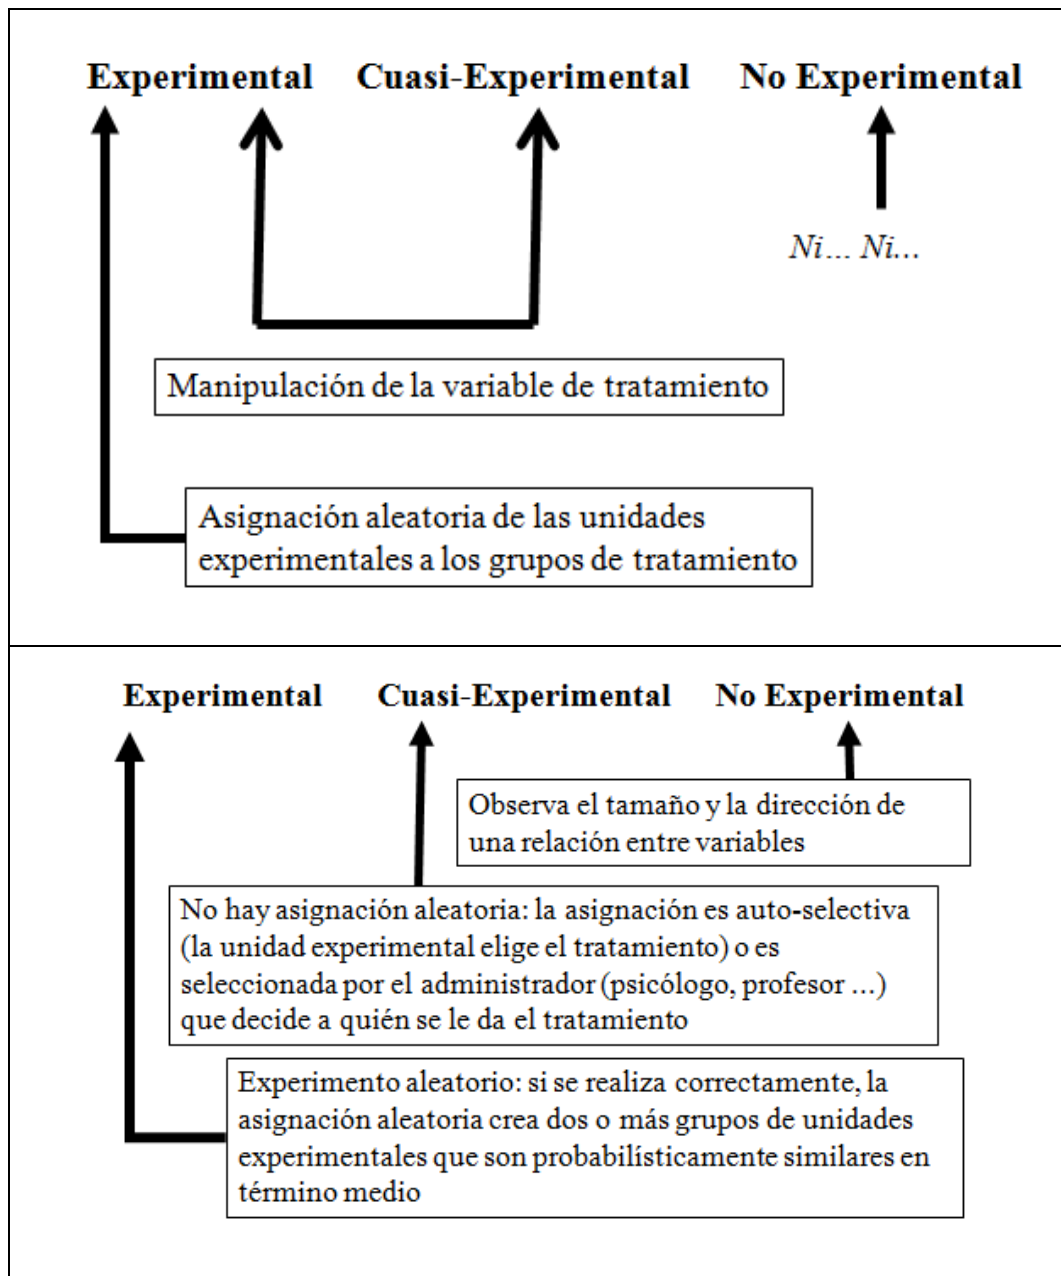 Experimental Cuasi-Experimental No Experimental
Ni... Ni...
Manipulación de la variable de tratamiento
Asignación aleatoria de las unidades
experimentales a los grupos de tratamiento
Experimental Cuasi-Experimental No Experimental
Observa el tamaño y la dirección de
una relación entre variables
No hay asignación aleatoria: la asignación es auto-selectiva
(la unidad experimental elige el tratamiento) o es
seleccionada por el administrador (psicólogo, profesor ...)
que decide a quién se le da el tratamiento
Experimento aleatorio: si se realiza correctamente, la
asignación aleatoria crea dos o más grupos de unidades
experimentales que son probabilísticamente similares en
término medio